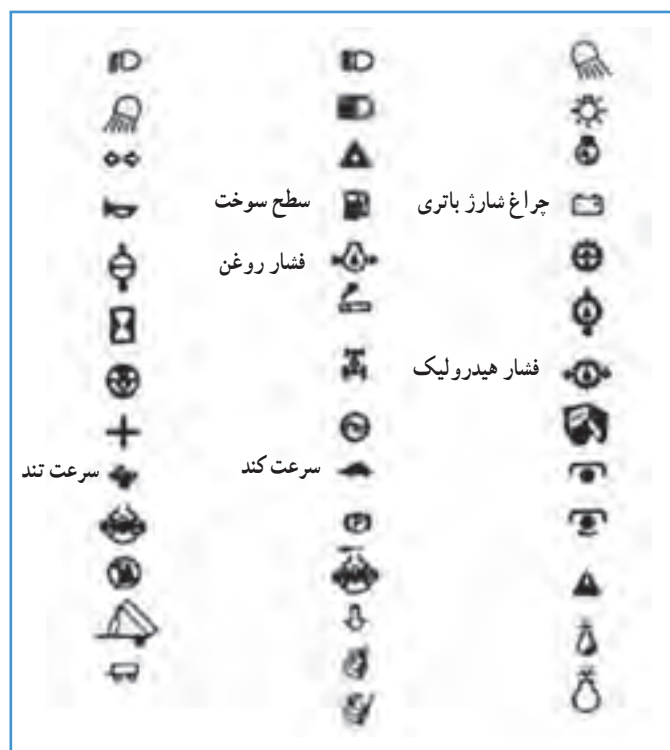 چراغ شارژ باتری
سطح سوخت
فشار روغن
فشار هیدرولیک
سرعت کند
سرعت تند